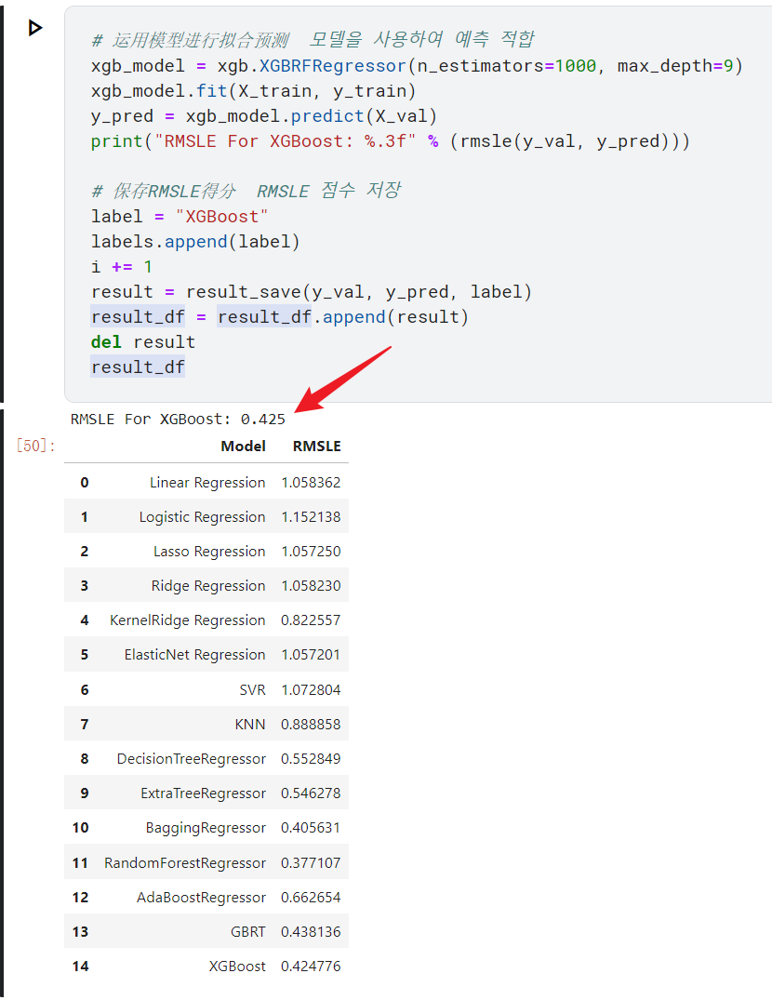 # 运用模型进行拟合预测  모델을 사용하여 예측 적합
xgb_model = xgb.XGBRFRegressor(n_estimators=1000, max_depth=9)
xgb_model.fit(X_train, y_train)
y_pred = xgb_model.predict(X_val)
print("RMSLE For XGBoost: %.3f" % (rmsle(y_val, y_pred)))
# 保存RMSLE得分  RMSLE 점수 저장
label = "XGBoost"
labels.append(label)
i += 1
result = result_save(y_val, y_pred, label)
result_df = result_df.append(result)
del result
result_df
RMSLE For XGBoost: 0.425
[50]:
Model RMSLE
0 Linear Regression 1.058362
1 Logistic Regression 1.152138
2 Lasso Regression 1.057250
3 Ridge Regression 1.058230
4 KernelRidge Regression 0.822557
5 ElasticNet Regression 1.057201
6 SVR 1.072804
7 KNN 0.888858
8 DecisionTreeRegressor 0.552849
9 ExtraTreeRegressor 0.546278
10 BaggingRegressor 0.405631
11 RandomForestRegressor 0.377107
12 AdaBoostRegressor 0.662654
13 GBRT 0.438136
14 XGBoost 0.424776